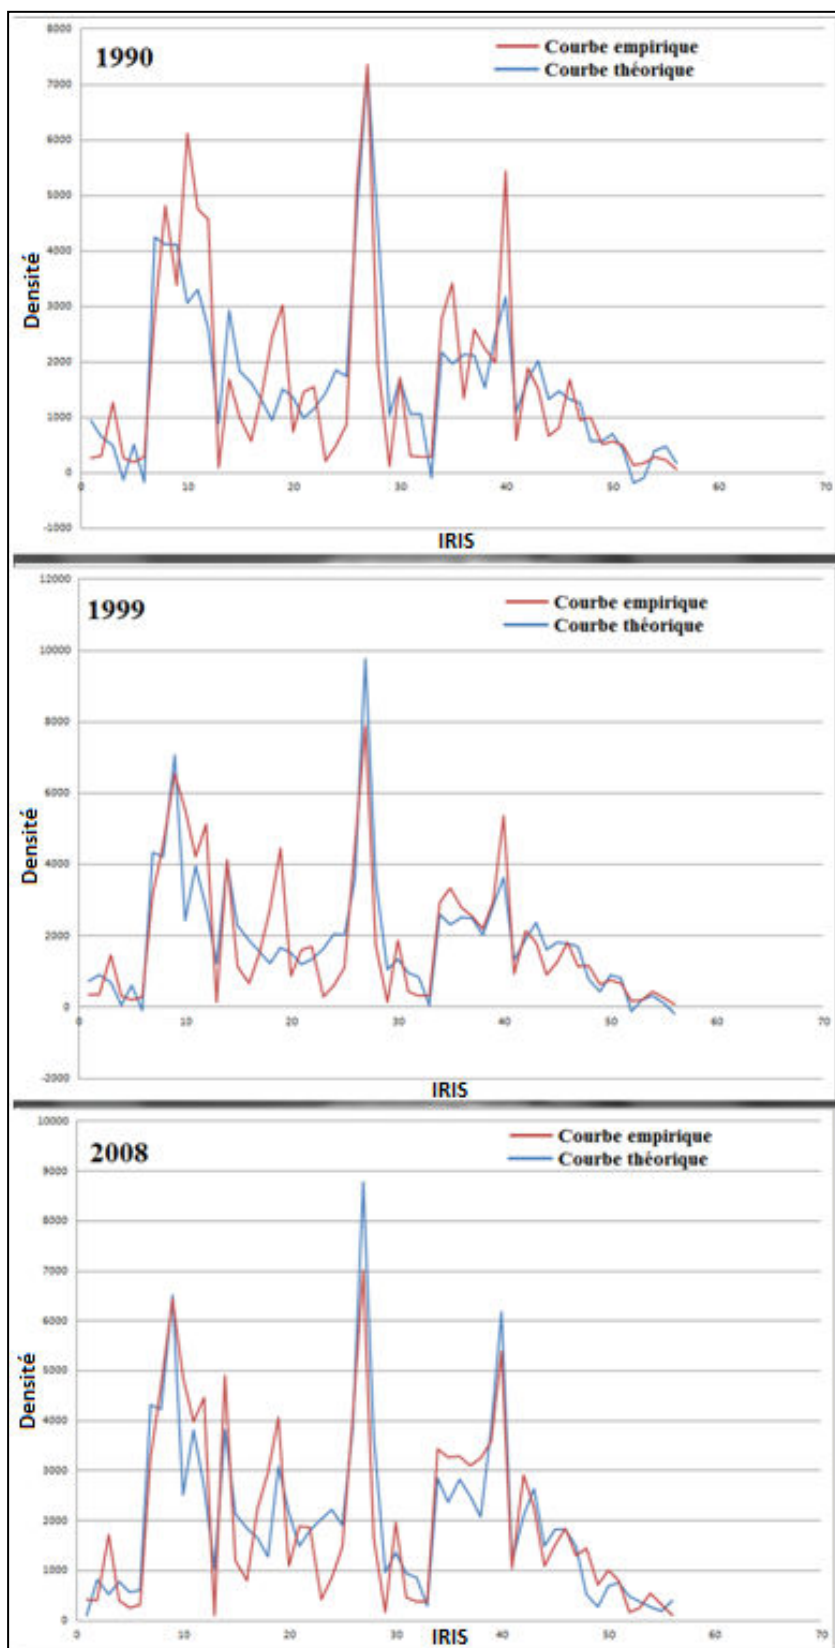 8000
1990
Courbe empirique
Courbe théorique
7000
6000
5000
4000
Densité
3000
2000
1000
0
0 10 20 30 40 50 60 70
-1000
IRIS
12000
1999
Courbe empirique
Courbe théorique
10000
8000
6000
Densité
4000
2000
0
0 10 20 30 40 50 60 70
-2000
IRIS
10000
2008
Courbe empirique
Courbe théorique
9000
8000
7000
6000
5000
Densité
4000
3000
2000
1000
0
0 10 20 30 40 50 60 70
IRIS